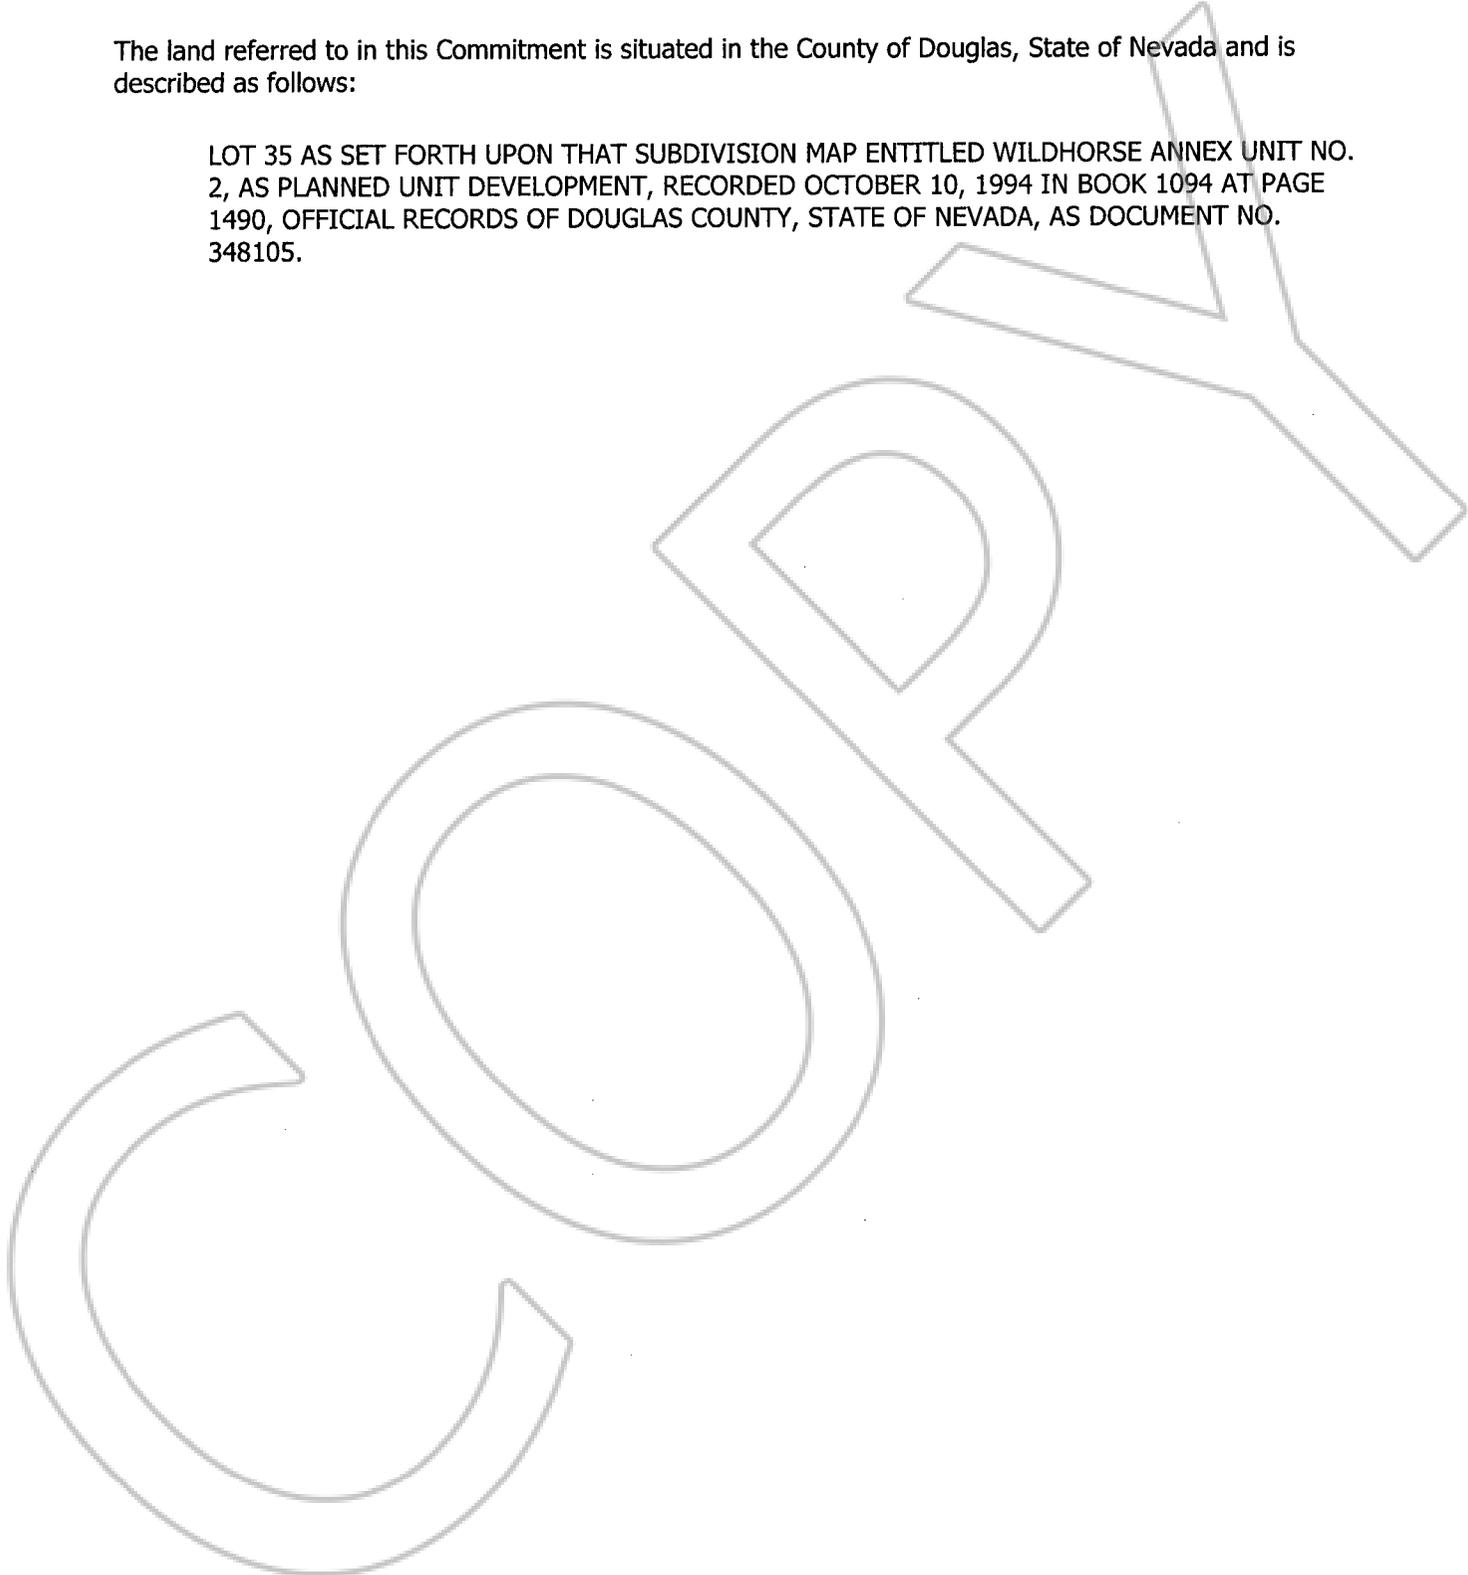 The land referred to in this Commitment is situated in the County of Douglas, State of Nevada and is
described as follows:
LOT 35 AS SET FORTH UPON THAT SUBDIVISION MAP ENTITLED WILDHORSE ANNEX UNIT NO.
2, AS PLANNED UNIT DEVELOPMENT, RECORDED OCTOBER 10, 1994 IN BOOK 1094 AT PAGE
1490, OFFICIAL RECORDS OF DOUGLAS COUNTY, STATE OF NEVADA, AS DOCUMENT NO.
348105.
COPY